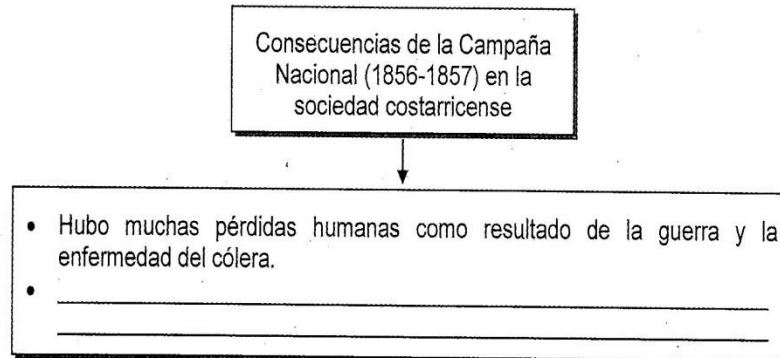 Consecuencias de la Campaña
Nacional (1856-1857) en la
sociedad costarricense
• Hubo muchas pérdidas humanas como resultado de la guerra y la
enfermedad del cólera.
•